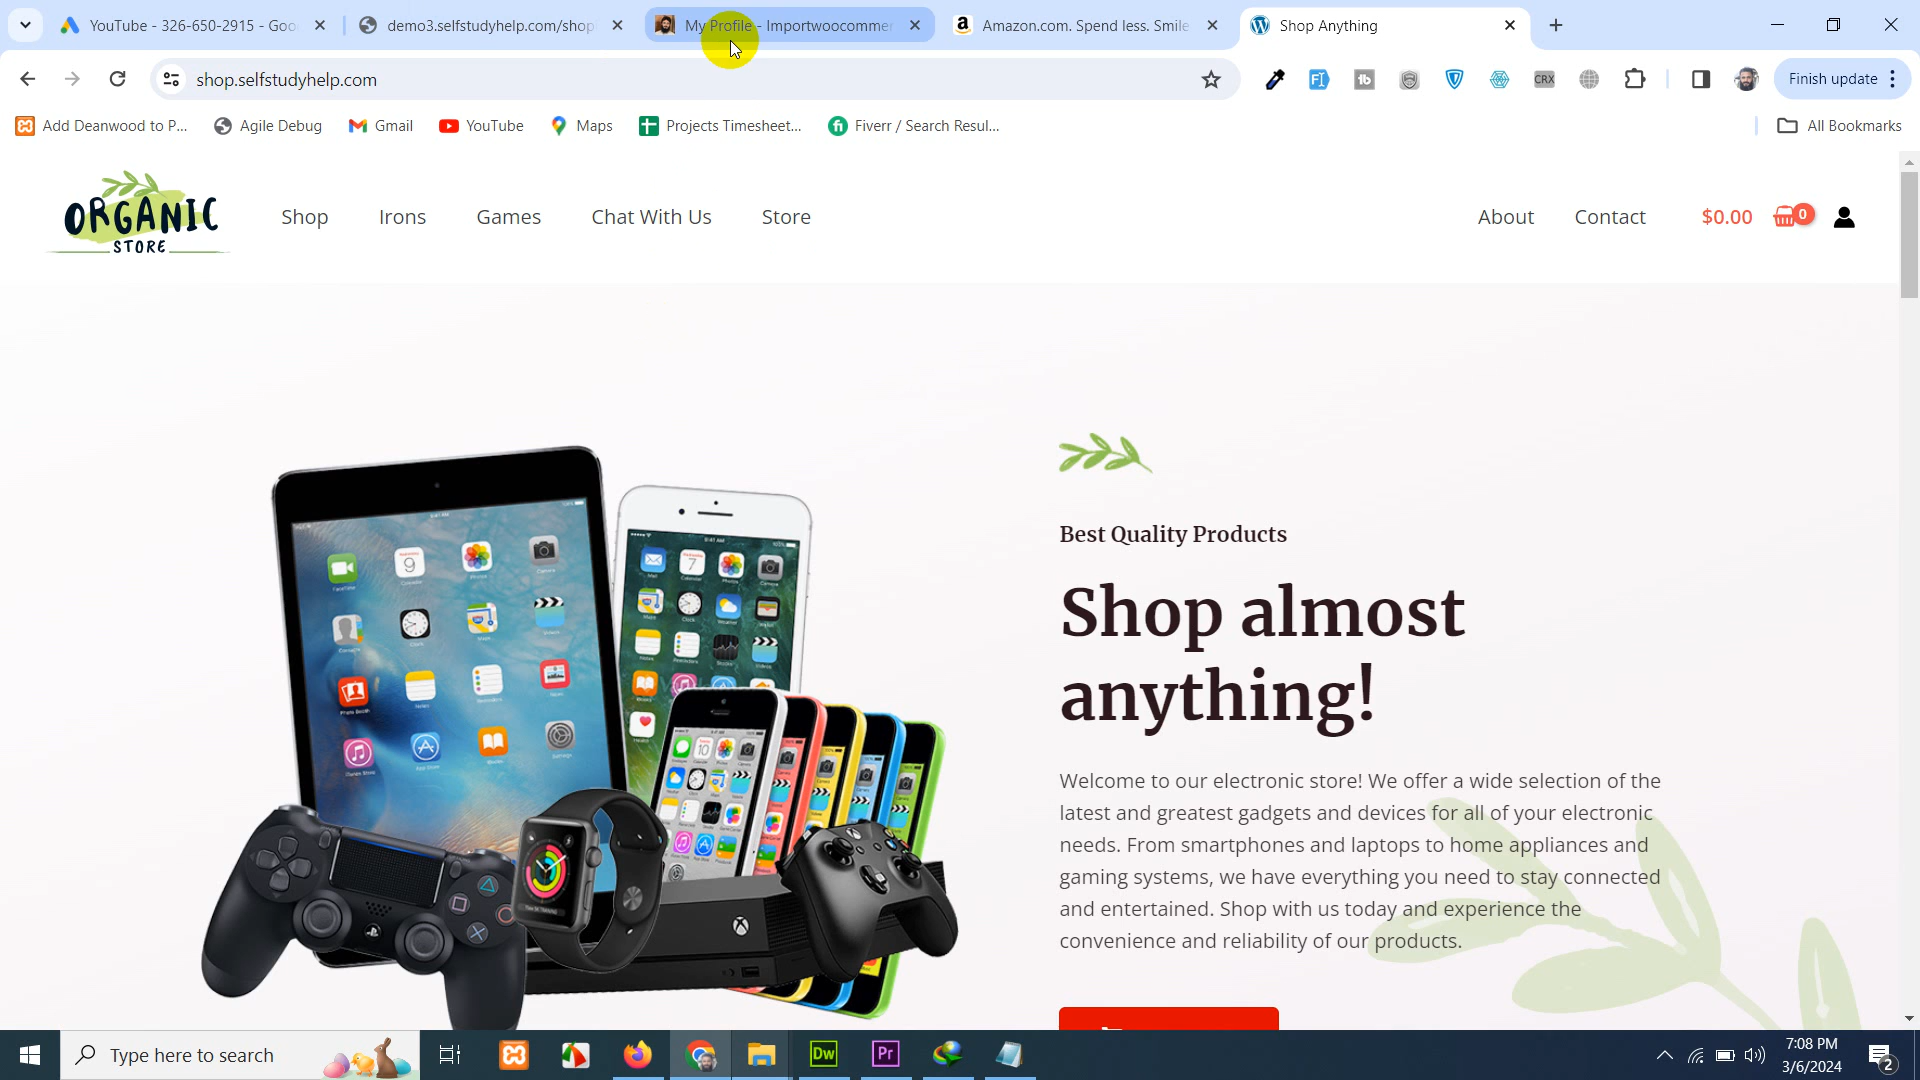 YouTube - 326-650-2915 - Goo
demo3.selfstudyhelp.com/shop
My Profile - Importwoocommer
Amazon.com. Spend less. Smile
Shop Anything
shop.selfstudyhelp.com
CRX
Finish update
Add Deanwood to P...
Agile Debug
Gmail
YouTube
Maps
Projects Timesheet...
Fiverr / Search Resul...
All Bookmarks
ORGANIC
STORE
Shop
Irons
Games
Chat With Us
Store
About
Contact
$0.00
0
Best Quality Products
Shop almost
anything!
Welcome to our electronic store! We offer a wide selection of the
latest and greatest gadgets and devices for all of your electronic
needs. From smartphones and laptops to home appliances and
gaming systems, we have everything you need to stay connected
and entertained. Shop with us today and experience the
convenience and reliability of our products.
Type here to search
Dw
Pr
7:08 PM
3/6/2024
2